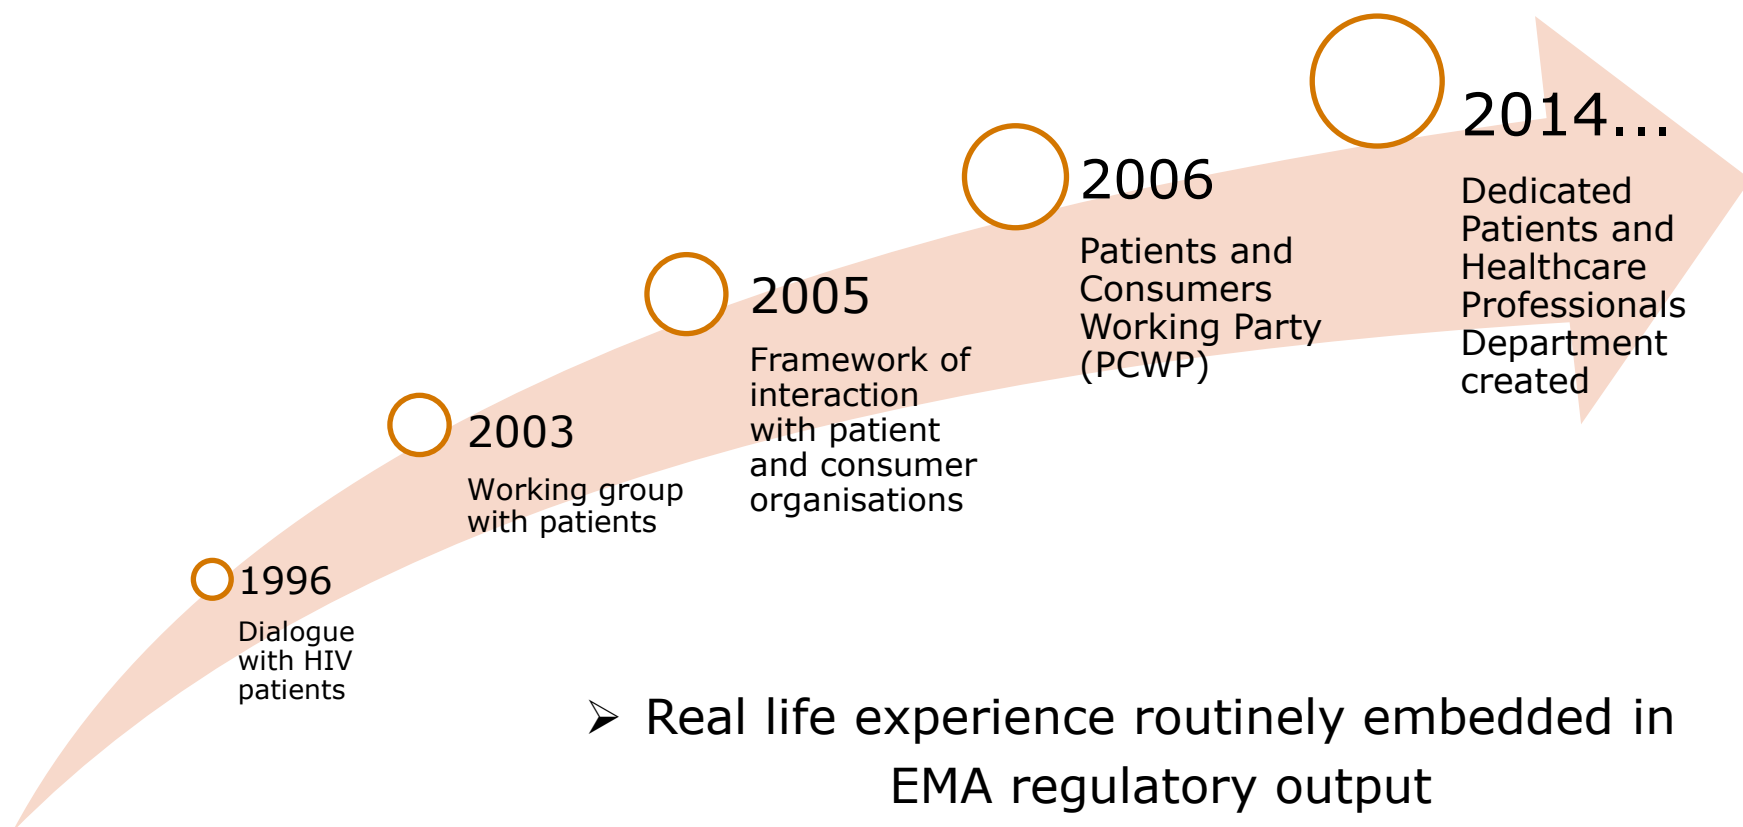 1996
Dialogue
with HIV
patients
2003
Working group
with patients
2005
Framework of
interaction
with patient
and consumer
organisations
2006
Patients and
Consumers
Working Party
(PCWP)
2014...
Dedicated
Patients and
Healthcare
Professionals
Department
created
➢ Real life experience routinely embedded in
EMA regulatory output